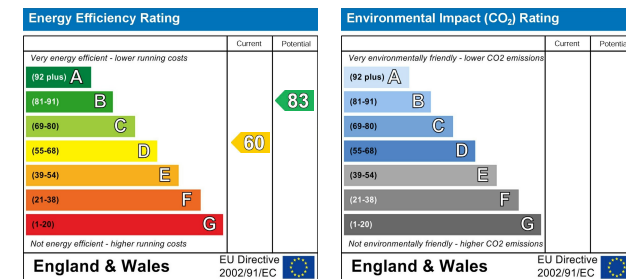 Energy Efficiency Rating
Current Potential
Very energy efficient - lower running costs
(92 plus) A
(81-91) B
83
(69-80) C
(55-68) D
60
(39-54) E
(21-38) F
(1-20) G
Not energy efficient - higher running costs
England & Wales
EU Directive
2002/91/EC
Environmental Impact (CO₂) Rating
Current Potential
Very environmentally friendly - lower CO2 emissions
(92 plus) A
(81-91) B
(69-80) C
(55-68) D
(39-54) E
(21-38) F
(1-20) G
Not environmentally friendly - higher CO2 emissions
England & Wales
EU Directive
2002/91/EC